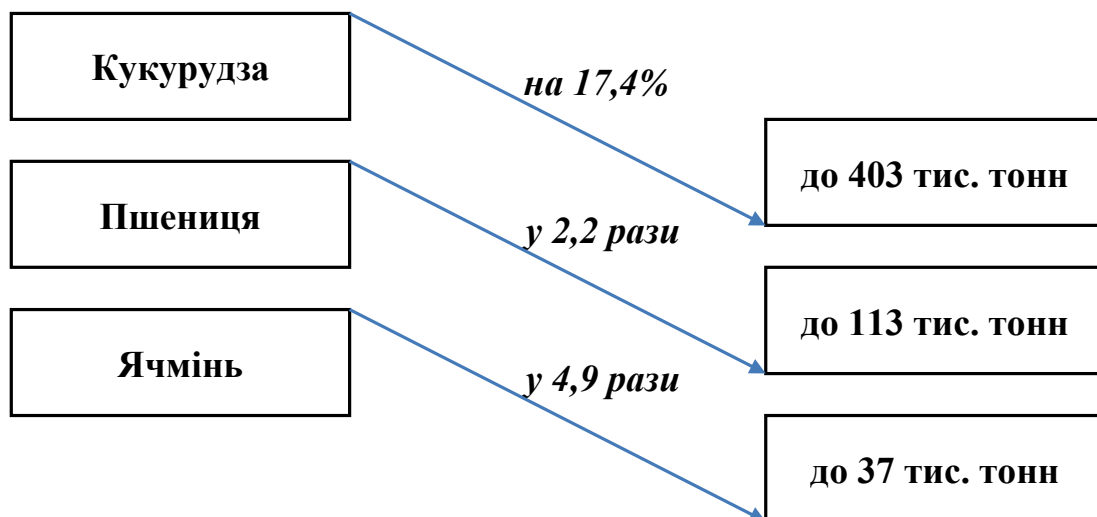 Кукурудза
на 17,4%
до 403 тис. тонн
Пшениця
у 2,2 рази
до 113 тис. тонн
Ячмінь
у 4,9 рази
до 37 тис. тонн